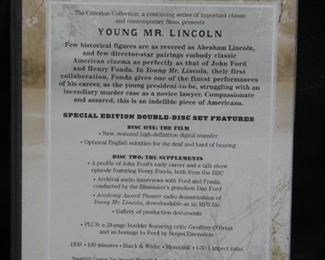 The Criterion Collection, a continuing series of important classic
and contemporary films, presents
YOUNG MR. LINCOLN
Few historical figures are as revered as Abraham Lincoln,
and few director-star pairings embody classic
American cinema as perfectly as that of John Ford
and Henry Fonda. In Young Mr. Lincoln, their first
collaboration, Fonda gives one of the finest performances
of his career, as the young president-to-be, struggling with an
incendiary murder case as a novice lawyer. Compassionate
and assured, this is an indelible piece of Americana.
SPECIAL EDITION DOUBLE-DISC SET FEATURES
DISC ONE: THE FILM
• New, restored high-definition digital transfer
• Optional English subtitles for the deaf and hard of hearing
DISC TWO: THE SUPPLEMENTS
• A profile of John Ford's early career and a talk show
episode featuring Henry Fonda, both from the BBC
• Archival audio interviews with Ford and Fonda,
conducted by the filmmaker's grandson Dan Ford
• Academy Award Theater radio dramatization of
Young Mr. Lincoln, downloadable as an MP3 file
• Gallery of production documents
• PLUS: a 28-page booklet featuring critic Geoffrey O'Brien
and an homage to Ford by Sergei Eisenstein
1939 • 100 minutes • Black & White • Monaural • 1.33:1 aspect ratio